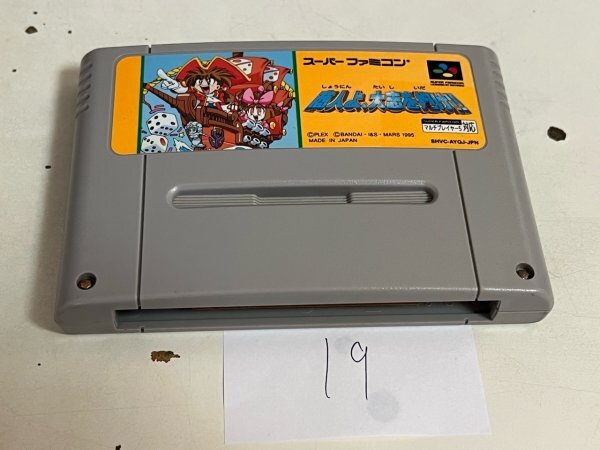 スーパーファミコン
SUPER FAMICOM
しょうにん たいし いだ
商人よ、大志を抱け!!
マルチプレイヤー5対応
©PLEX ©BANDAI・I&S・MARS 1995
MADE IN JAPAN
SHVC-AYQJ-JPN
19